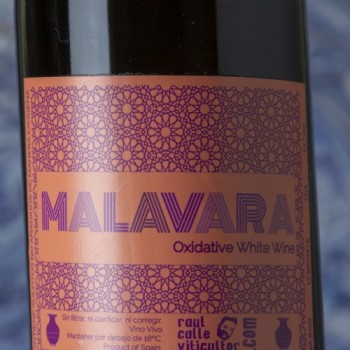 MALAVARA
Oxidative White Wine
Sin filtrar, ni clarificar, ni corregir.
Vino Vivo
Mantener por debajo de 18ºC.
Product of Spain
raul
calle
viticultor
.com